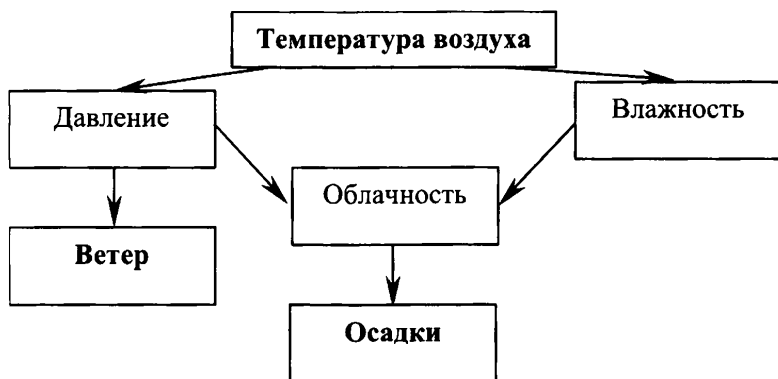 Температура воздуха
Давление
Влажность
Облачность
Ветер
Осадки